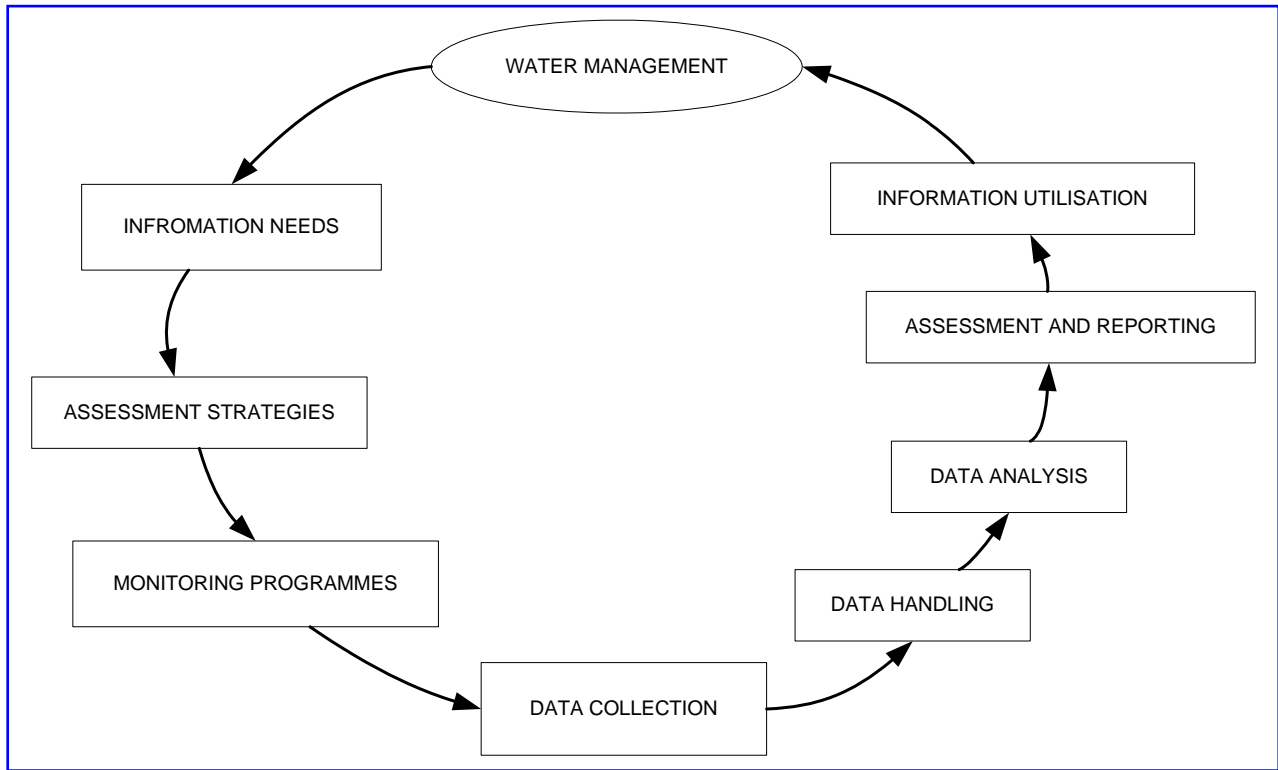 WATER MANAGEMENT
INFROMATION NEEDS
ASSESSMENT STRATEGIES
MONITORING PROGRAMMES
DATA COLLECTION
DATA HANDLING
DATA ANALYSIS
ASSESSMENT AND REPORTING
INFORMATION UTILISATION